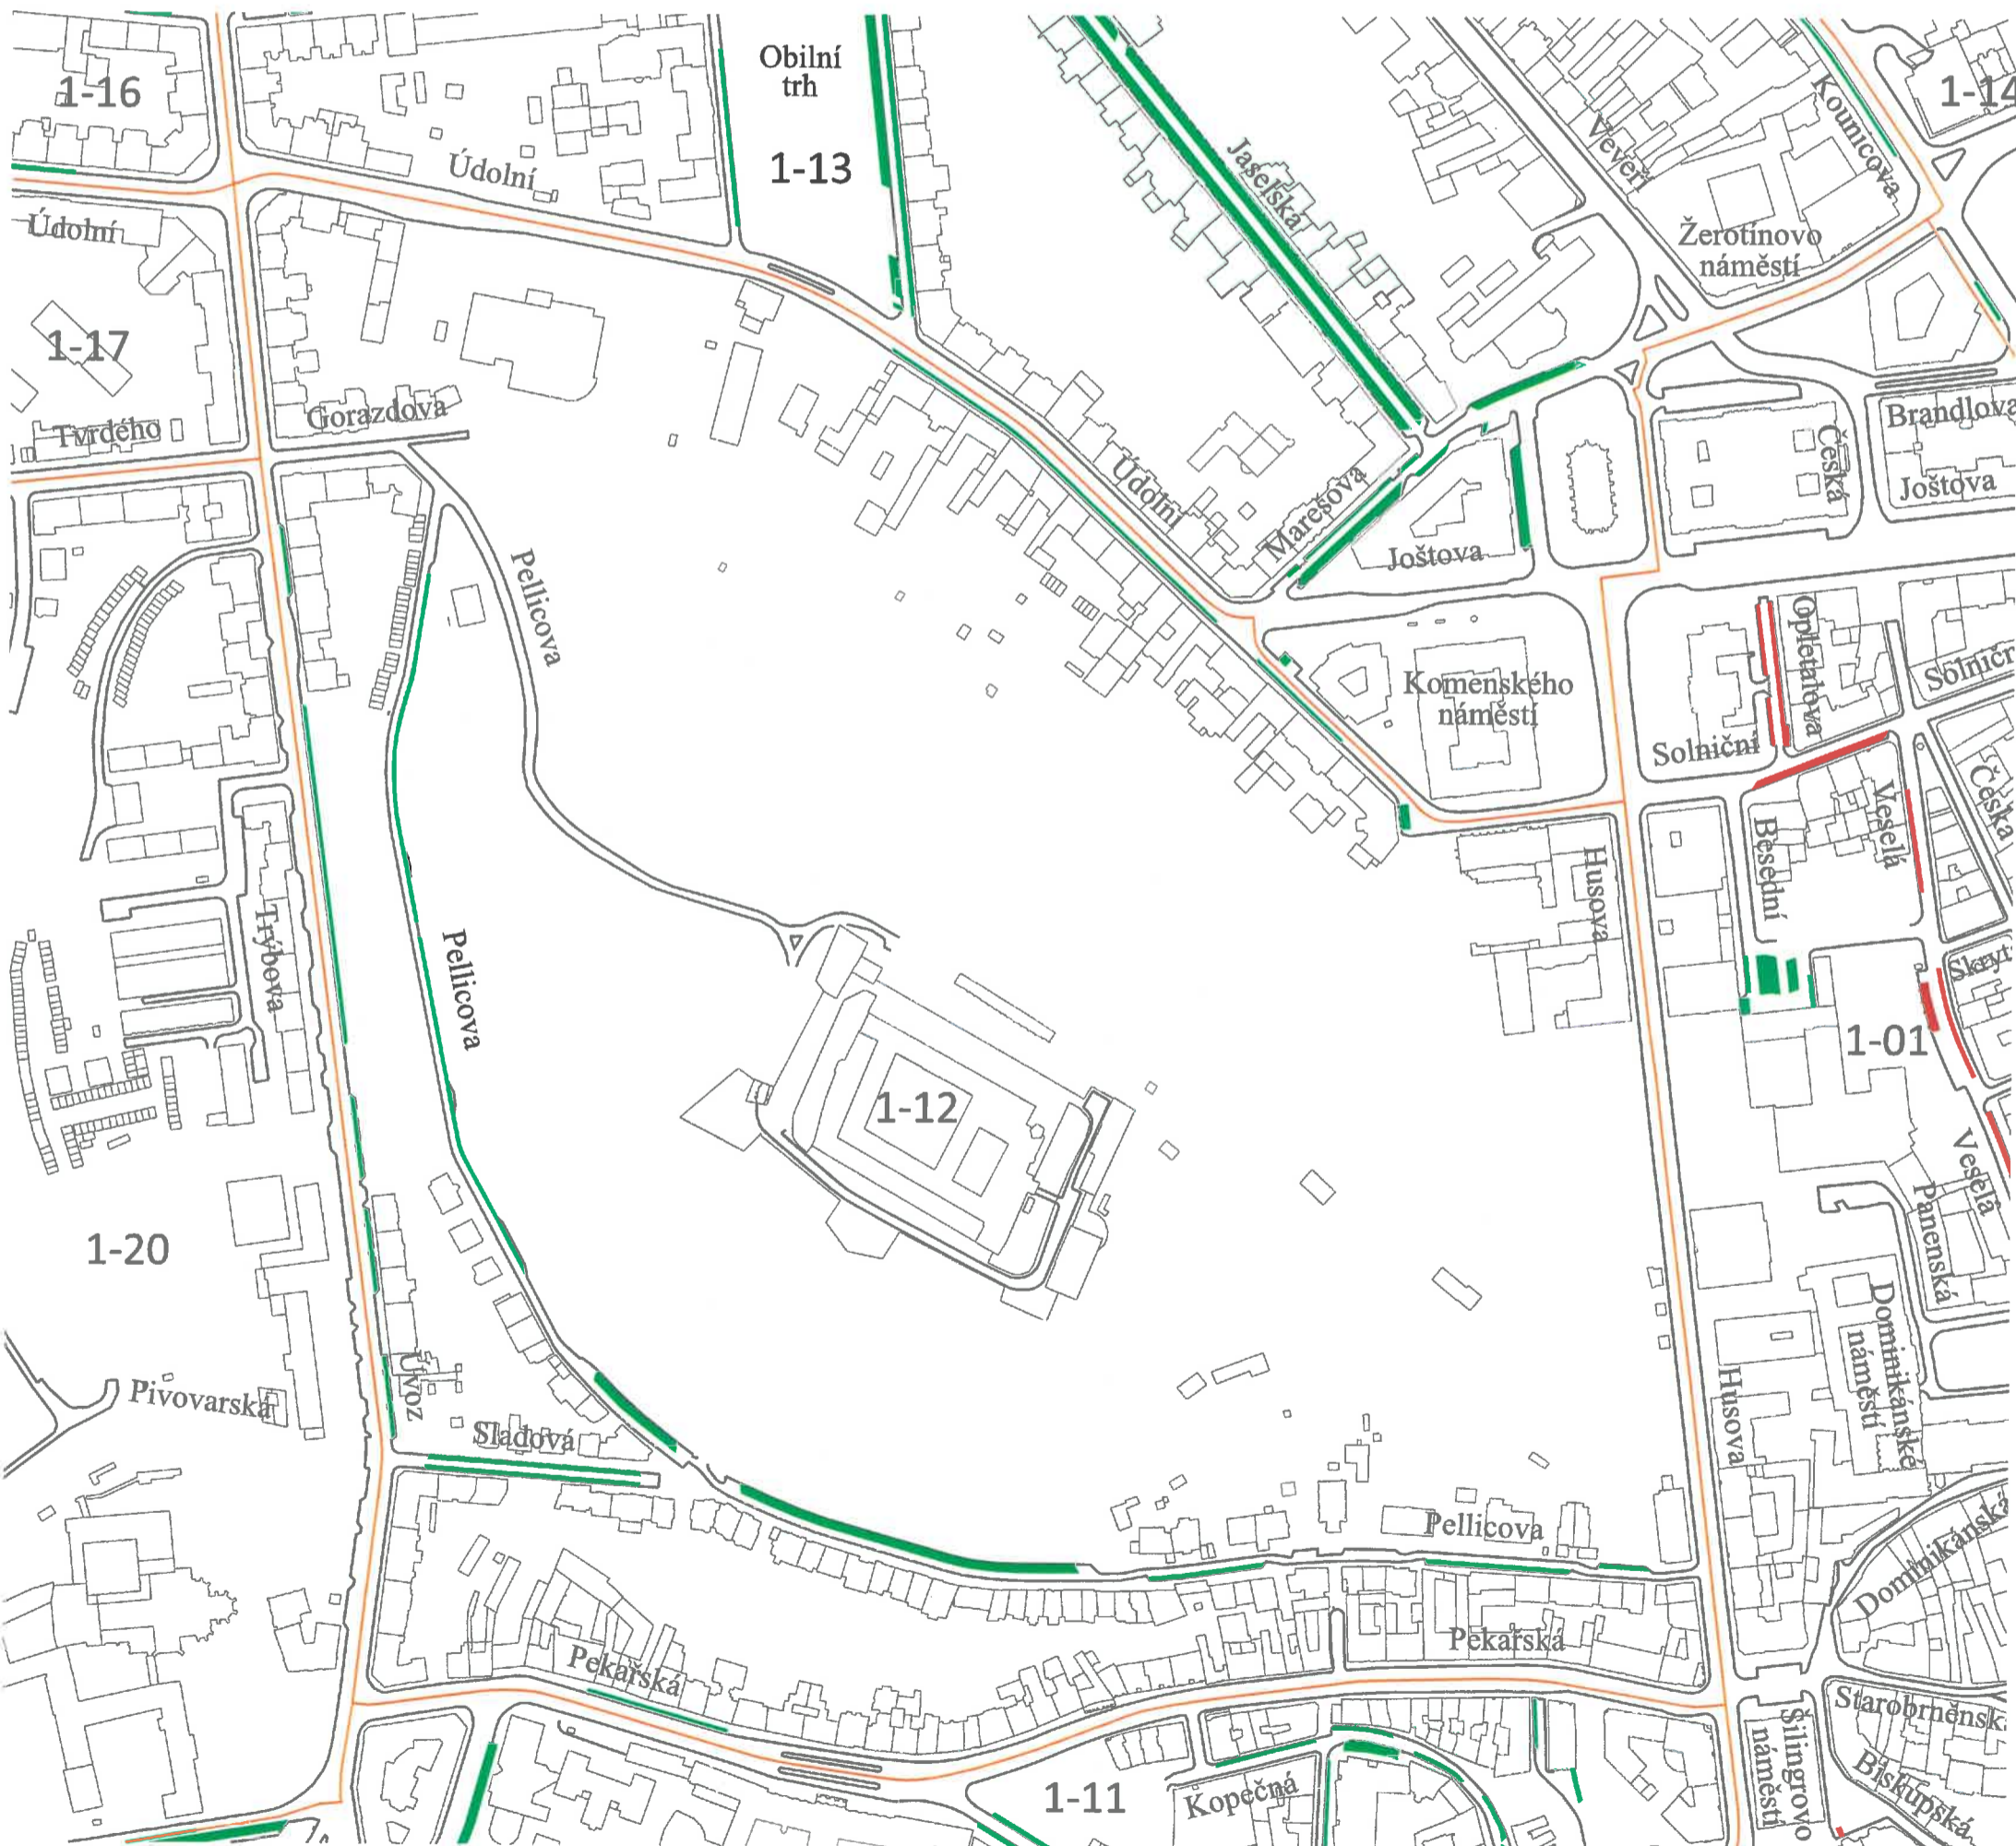 Obilní
trh
1-16
1-14
Kounicova
Veveří
Jaselská
1-13
Údolní
Údolní
Žerotínovo
náměstí
1-17
Gorazdova
Tvrdého
Brandlova
Česká
Joštova
Údolní
Marešova
Joštova
Pellicova
Opletalova
Solničn
Komenského
náměstí
Solniční
Česká
Veselá
Besední
Husova
Trýbova
Pellicova
Skryt
1-01
1-12
Veselá
Panenská
1-20
Dominikánské
náměstí
Úvoz
Pivovarská
Husova
Sladová
Pellicova
Dominikánská
Pekařská
Pekařská
Starobrněnsk
Šilingrovo
náměstí
Biskupská
1-11
Kopečná